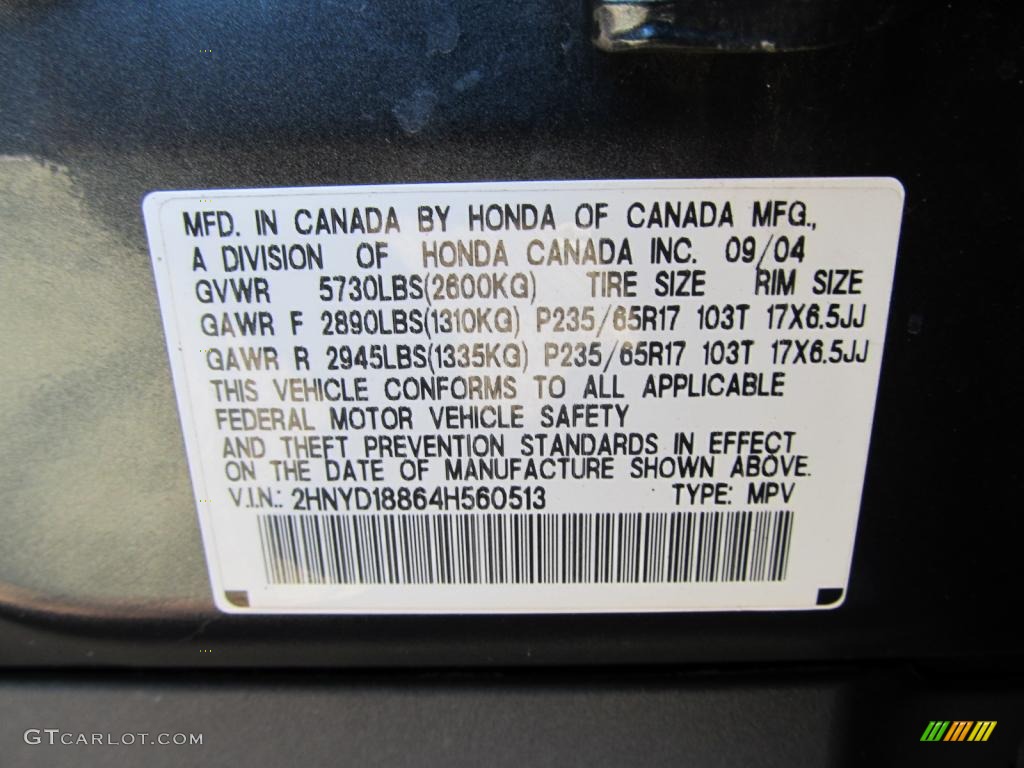 MFD. IN CANADA BY HONDA OF CANADA MFG.,
A DIVISION OF HONDA CANADA INC. 09/04
GVWR 5730LBS(2600KG) TIRE SIZE RIM SIZE
GAWR F 2890LBS(1310KG) P235/65R17 103T 17X6.5JJ
GAWR R 2945LBS(1335KG) P235/65R17 103T 17X6.5JJ
THIS VEHICLE CONFORMS TO ALL APPLICABLE
FEDERAL MOTOR VEHICLE SAFETY
AND THEFT PREVENTION STANDARDS IN EFFECT
ON THE DATE OF MANUFACTURE SHOWN ABOVE.
V.I.N.: 2HNYD18864H560513 TYPE: MPV
GTCARLOT.COM